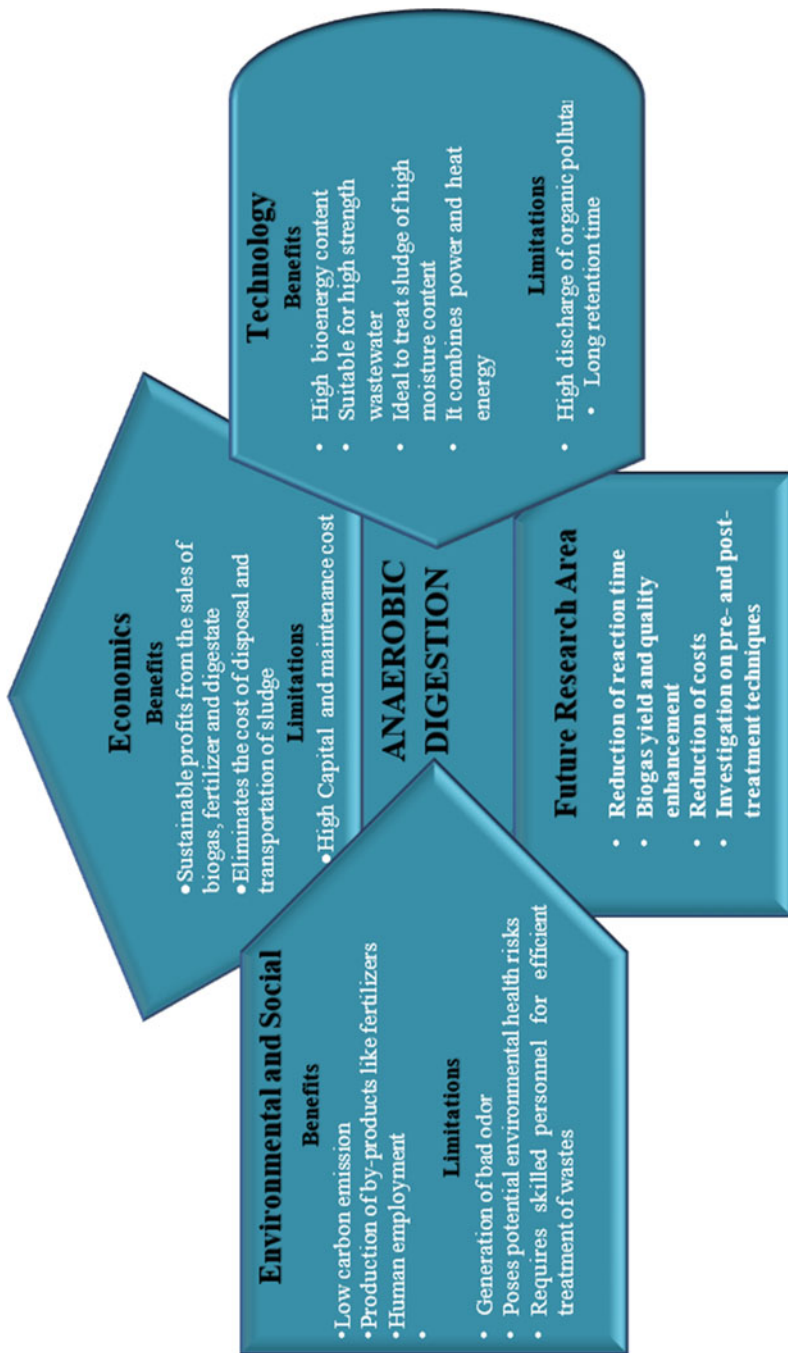 Economics
Benefits
•Sustainable profits from the sales of
biogas, fertilizer and digestate
•Eliminates the cost of disposal and
transportation of sludge
Limitations
•High Capital and maintenance cost
Environmental and Social
Benefits
•Low carbon emission
•Production of by-products like fertilizers
•Human employment
•
Limitations
• Generation of bad odor
• Poses potential environmental health risks
• Requires skilled personnel for efficient
treatment of wastes
ANAEROBIC
DIGESTION
Technology
Benefits
• High bioenergy content
• Suitable for high strength
wastewater
• Ideal to treat sludge of high
moisture content
• It combines power and heat
energy
Limitations
• High discharge of organic
• Long retention time
Future Research Area
• Reduction of reaction time
• Biogas yield and quality
enhancement
• Reduction of costs
• Investigation on pre- and post-
treatment techniques